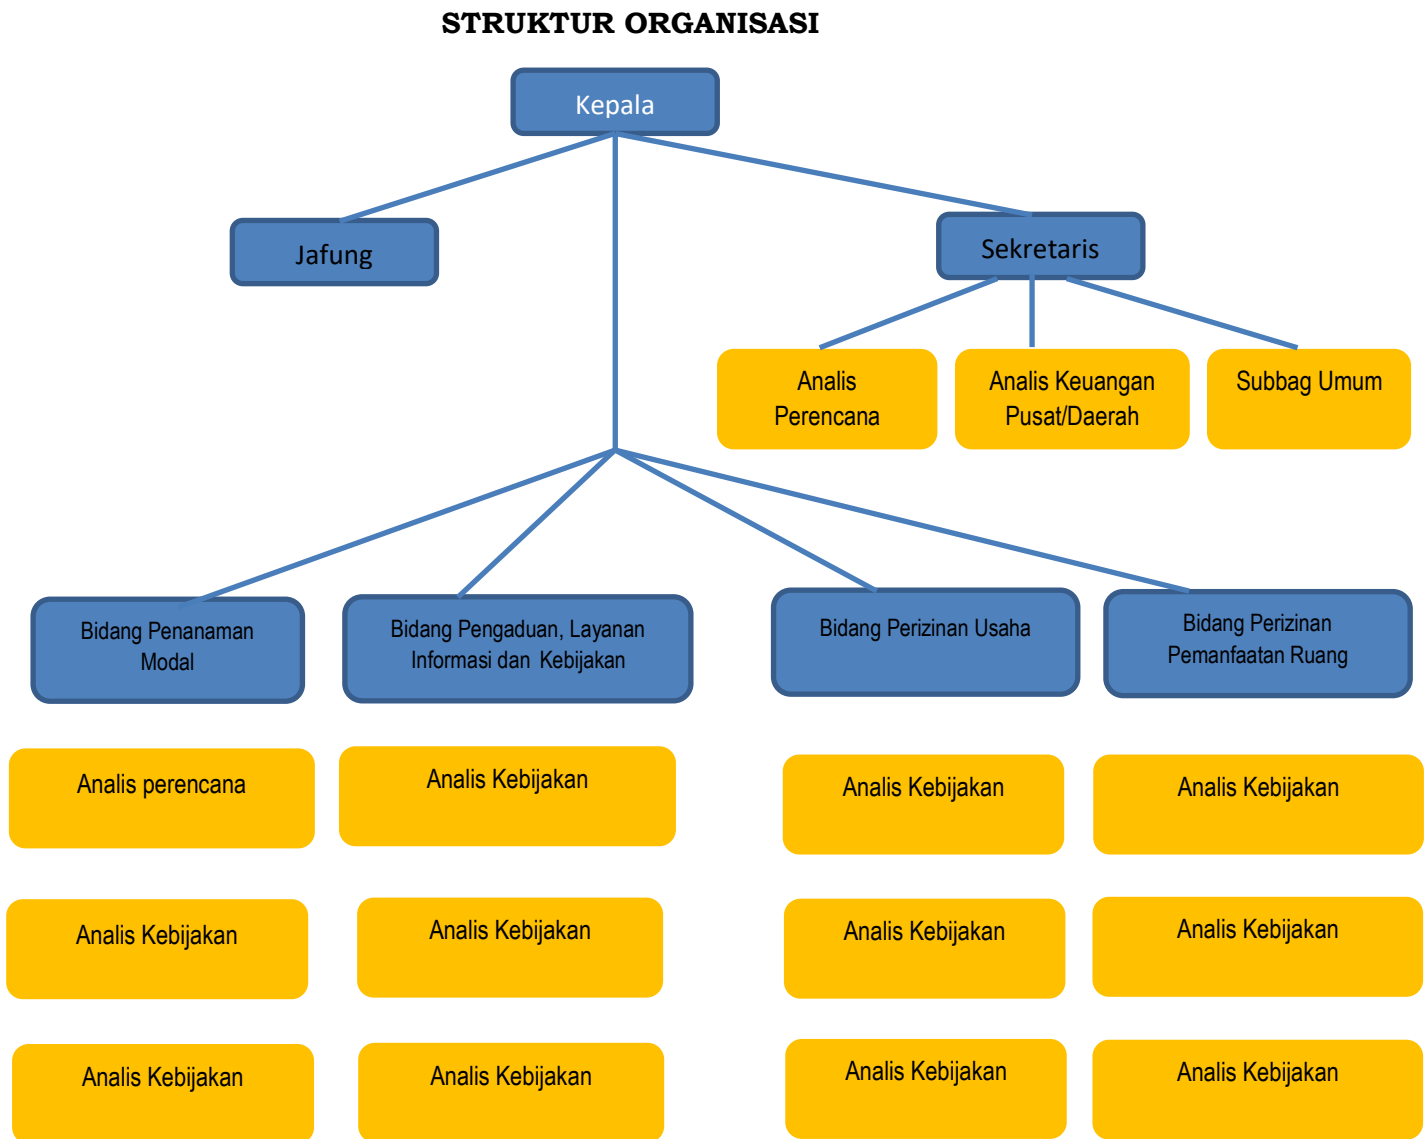 STRUKTUR ORGANISASI
Kepala
Jafung
Sekretaris
Analis
Perencana
Analis Keuangan
Pusat/Daerah
Subbag Umum
Bidang Penanaman
Modal
Bidang Pengaduan, Layanan
Informasi dan Kebijakan
Bidang Perizinan Usaha
Bidang Perizinan
Pemanfaatan Ruang
Analis perencana
Analis Kebijakan
Analis Kebijakan
Analis Kebijakan
Analis Kebijakan
Analis Kebijakan
Analis Kebijakan
Analis Kebijakan
Analis Kebijakan
Analis Kebijakan
Analis Kebijakan
Analis Kebijakan